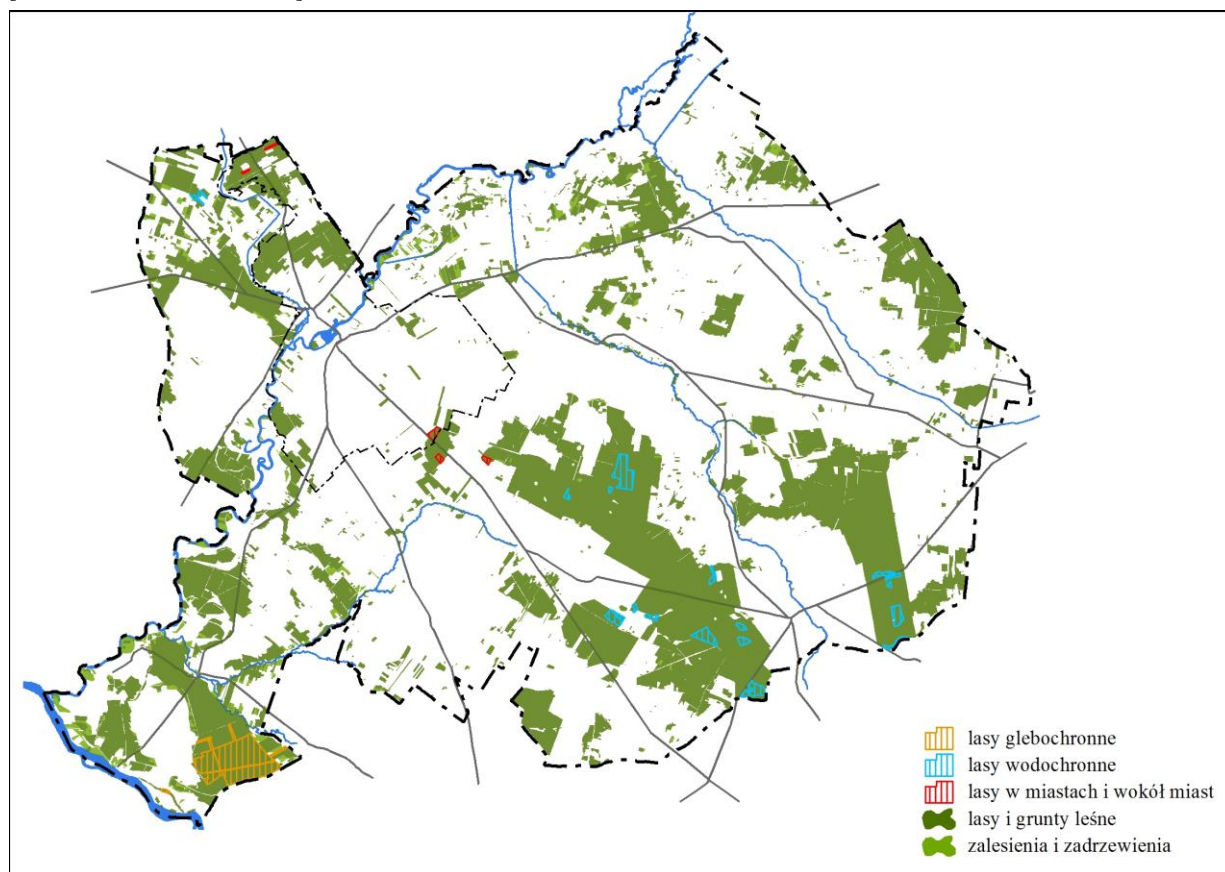 lasy glebochronne
lasy wodochronne
lasy w miastach i wokół miast
lasy i grunty leśne
zalesienia i zadrzewienia